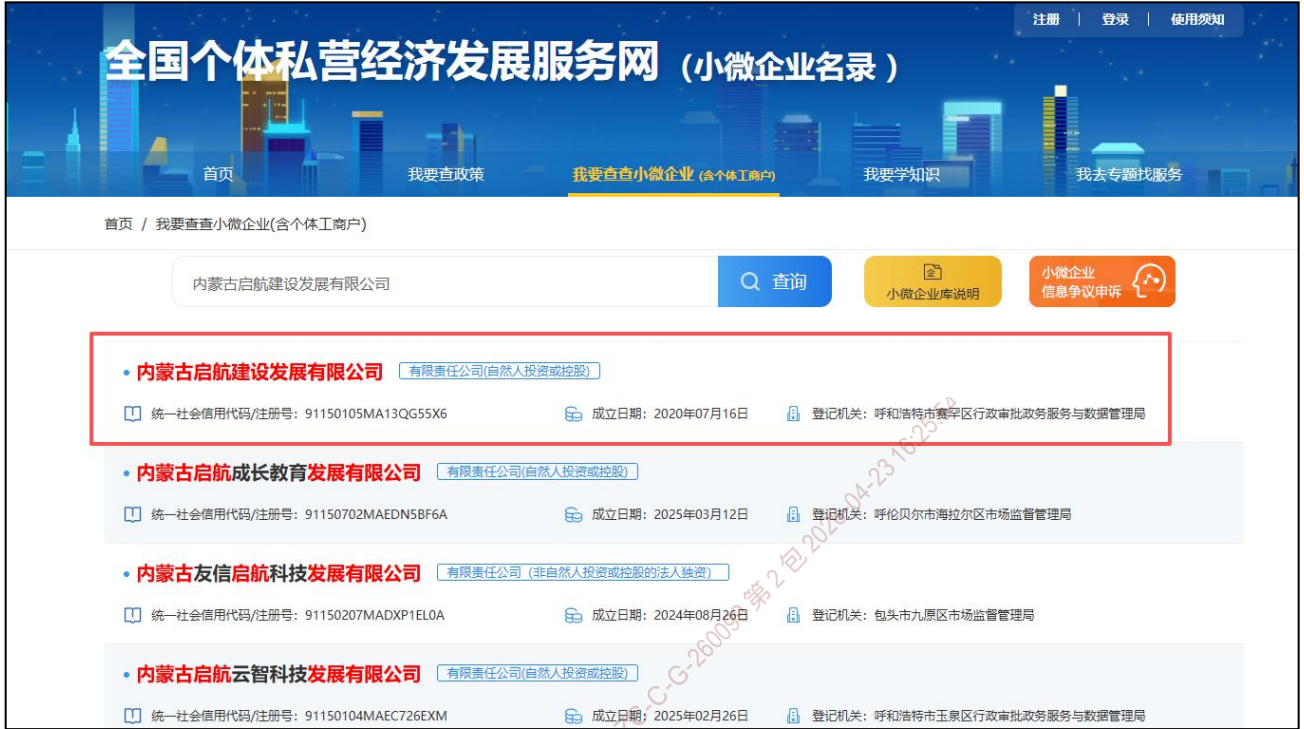 注册 | 登录 | 使用须知
全国个体私营经济发展服务网（小微企业名录）
首页 我要查政策 我要查查小微企业 (含个体工商户) 我要学知识 我去专题找服务
首页 / 我要查查小微企业(含个体工商户)
内蒙古启航建设发展有限公司 查询 企 小微企业库说明 小微企业
信息争议申诉
内蒙古启航建设发展有限公司 有限责任公司(自然人投资或控股)
统一社会信用代码/注册号：91150105MA13QG55X6 成立日期：2020年07月16日 登记机关：呼和浩特市赛罕区行政审批政务服务与数据管理局
内蒙古启航成长教育发展有限公司 有限责任公司(自然人投资或控股)
统一社会信用代码/注册号：91150702MAEDN5BF6A 成立日期：2025年03月12日 登记机关：呼伦贝尔市海拉尔区市场监督管理局
内蒙古友信启航科技发展有限公司 有限责任公司（非自然人投资或控股的法人独资）
统一社会信用代码/注册号：91150207MADXP1EL0A 成立日期：2024年08月26日 登记机关：包头市九原区市场监督管理局
内蒙古启航云智科技发展有限公司 有限责任公司(自然人投资或控股)
统一社会信用代码/注册号：91150104MAEC726EXM 成立日期：2025年02月26日 登记机关：呼和浩特市玉泉区行政审批政务服务与数据管理局
-C-G-260099 第 2 包 2026-04-23 16:25:54